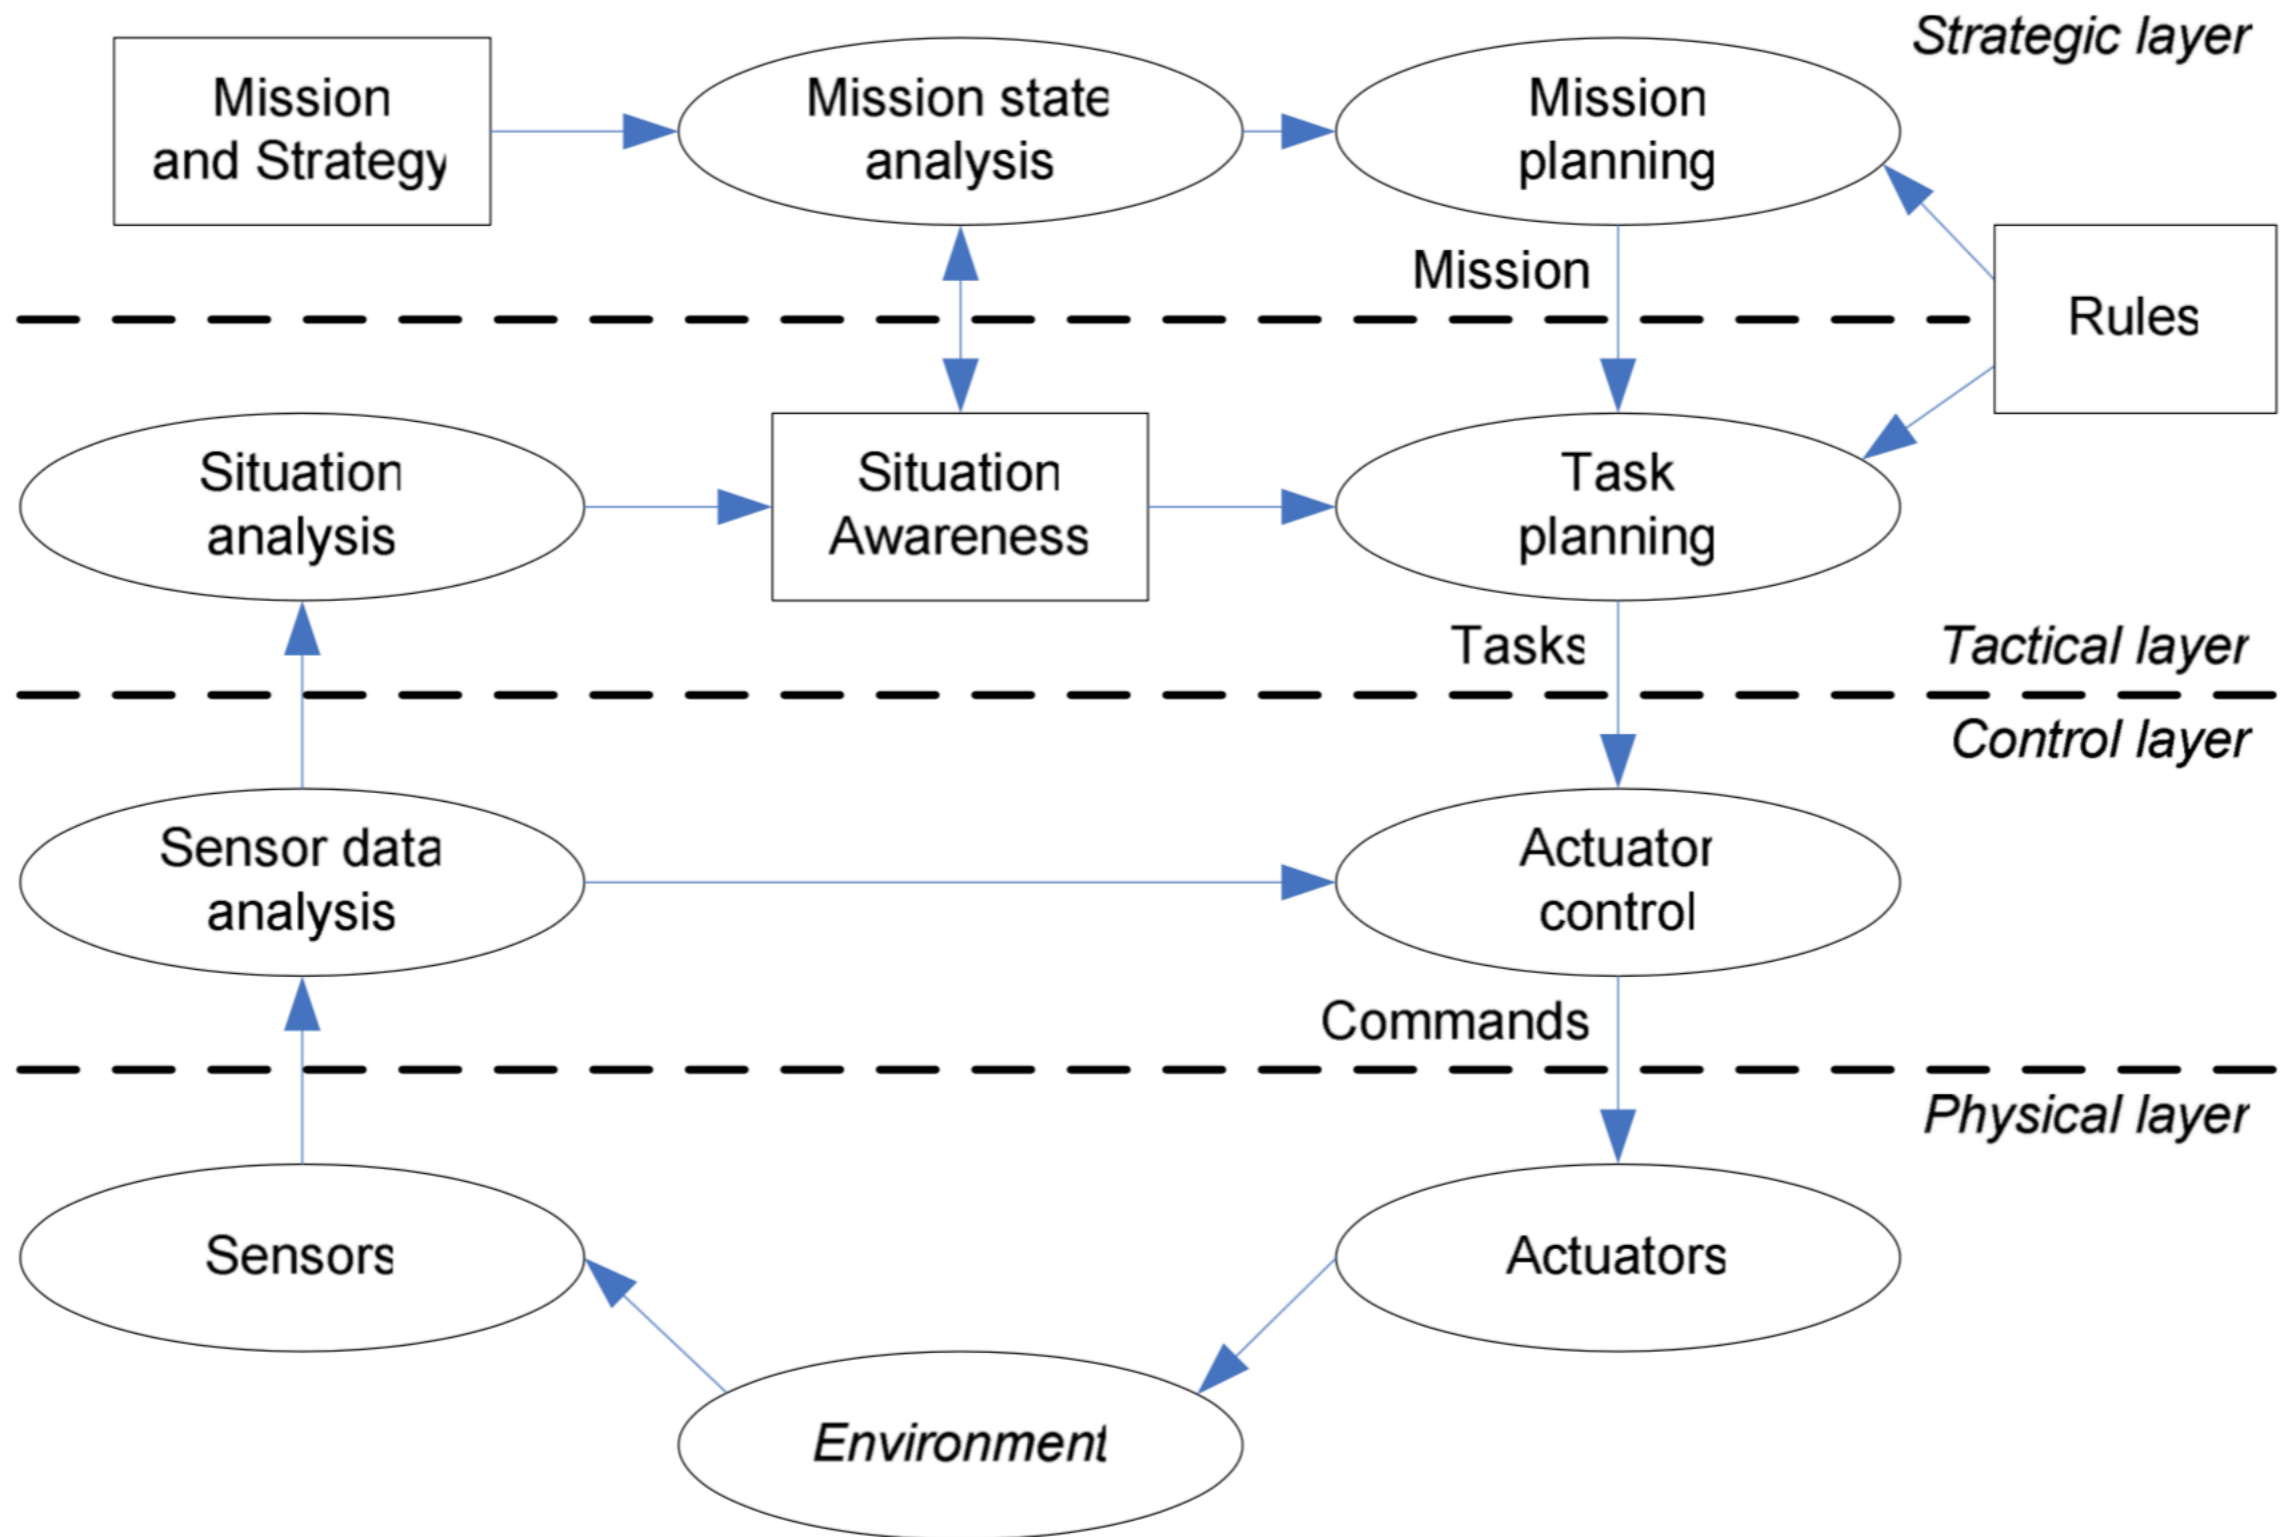 Strategic layer
Mission
and Strategy
Mission state
analysis
Mission
planning
Mission
Rules
Situation
analysis
Situation
Awareness
Task
planning
Tasks
Tactical layer
Control layer
Sensor data
analysis
Actuator
control
Commands
Physical layer
Sensors
Actuators
Environment